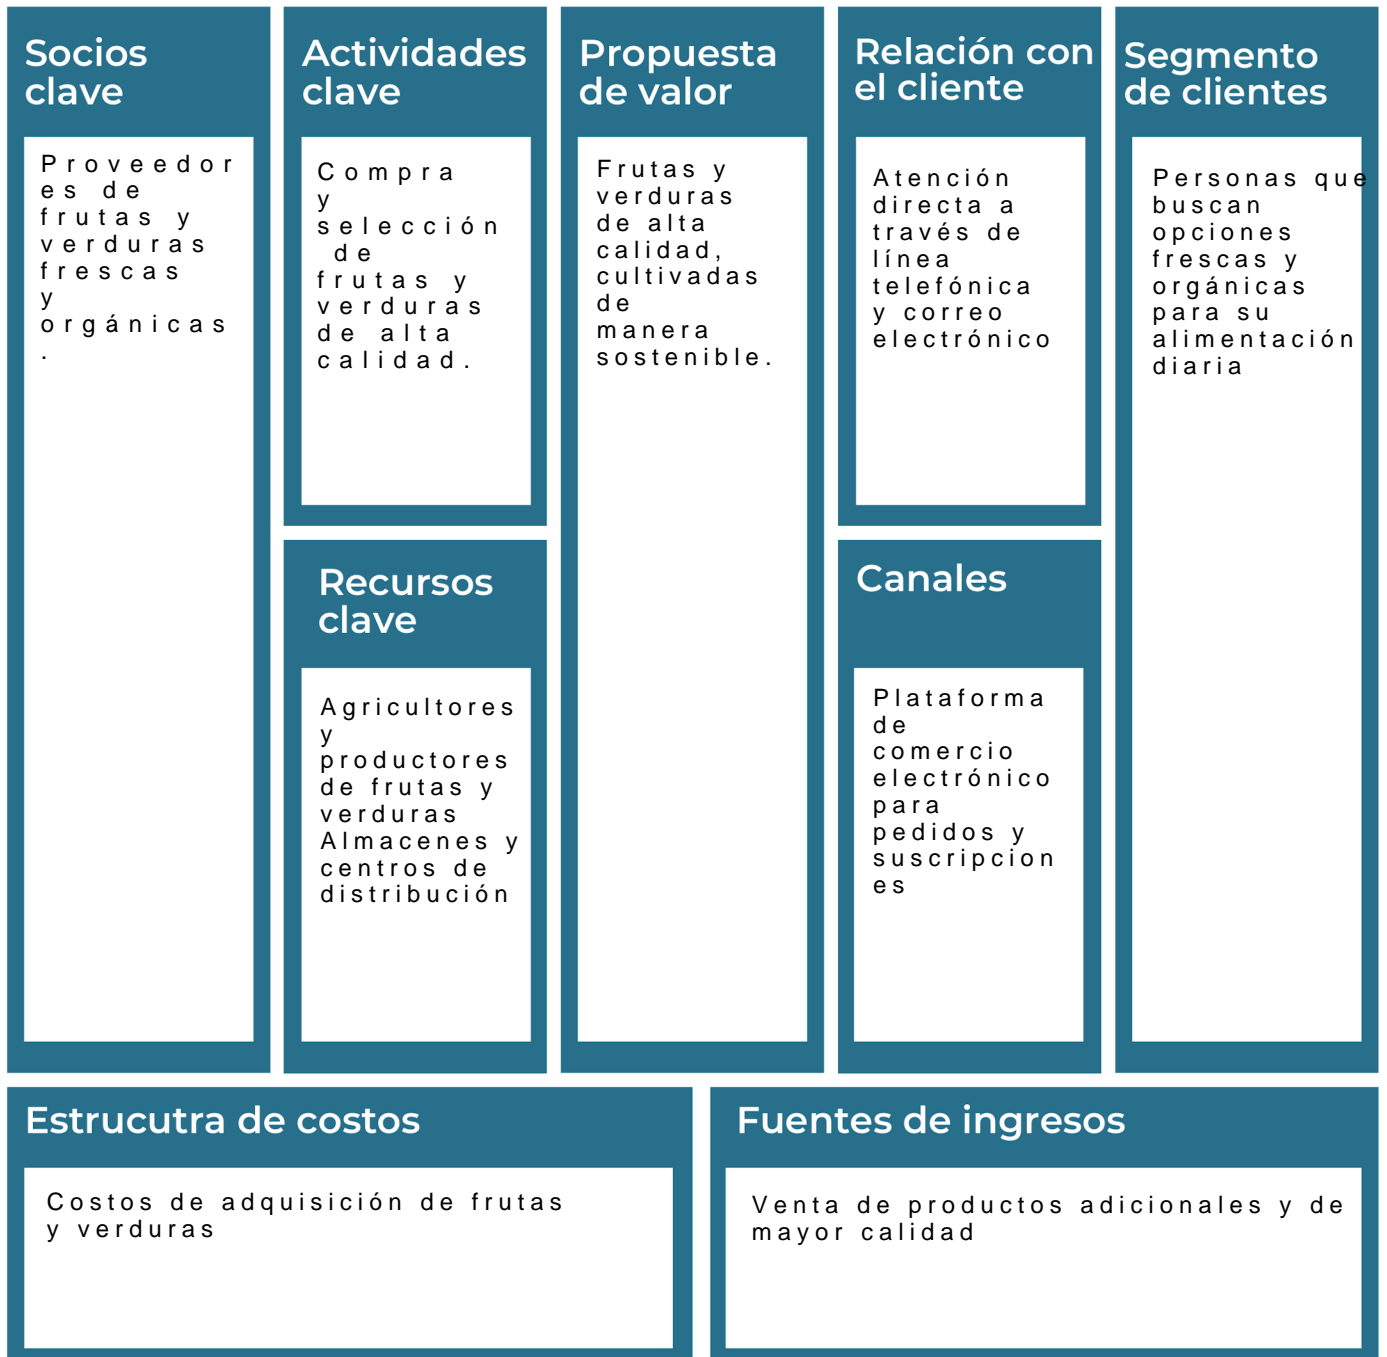 Socios
clave
Proveedor
es de
frutas y
verduras
frescas
y
orgánicas
.
Actividades
clave
Compra
y
selección
de
frutas y
verduras
de alta
calidad.
Recursos
clave
Agricultores
y
productores
de frutas y
verduras
Almacenes y
centros de
distribución
Propuesta
de valor
Frutas y
verduras
de alta
calidad,
cultivadas
de
manera
sostenible.
Relación con
el cliente
Atención
directa a
través de
línea
telefónica
y correo
electrónico
Canales
Plataforma
de
comercio
electrónico
para
pedidos y
suscripcion
es
Segmento
de clientes
Personas que
buscan
opciones
frescas y
orgánicas
para su
alimentación
diaria
Estrucutra de costos
Costos de adquisición de frutas
y verduras
Fuentes de ingresos
Venta de productos adicionales y de
mayor calidad